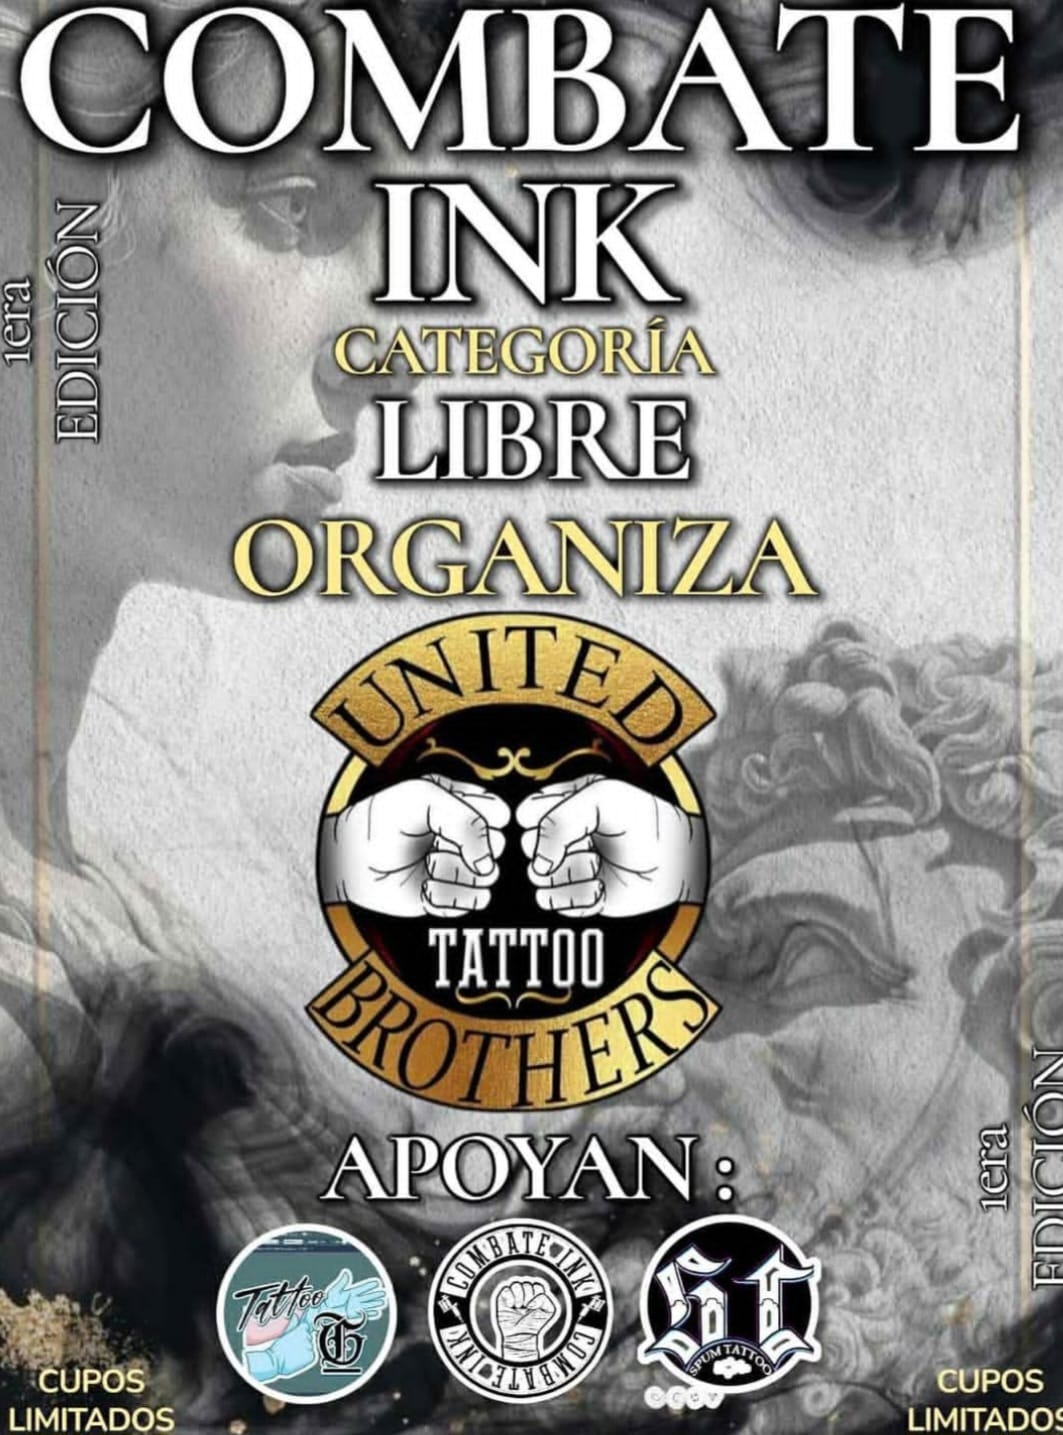 COMBATE
INK
1era
EDICIÓN
CATEGORÍA
LIBRE
ORGANIZA
UNITED
TATTOO
BROTHERS
APOYAN :
1era
EDICIÓN
Tattoo
COMBATE INK
COMBATE INK
SPUM TATTOO
CUPOS
LIMITADOS
CUPOS
LIMITADOS